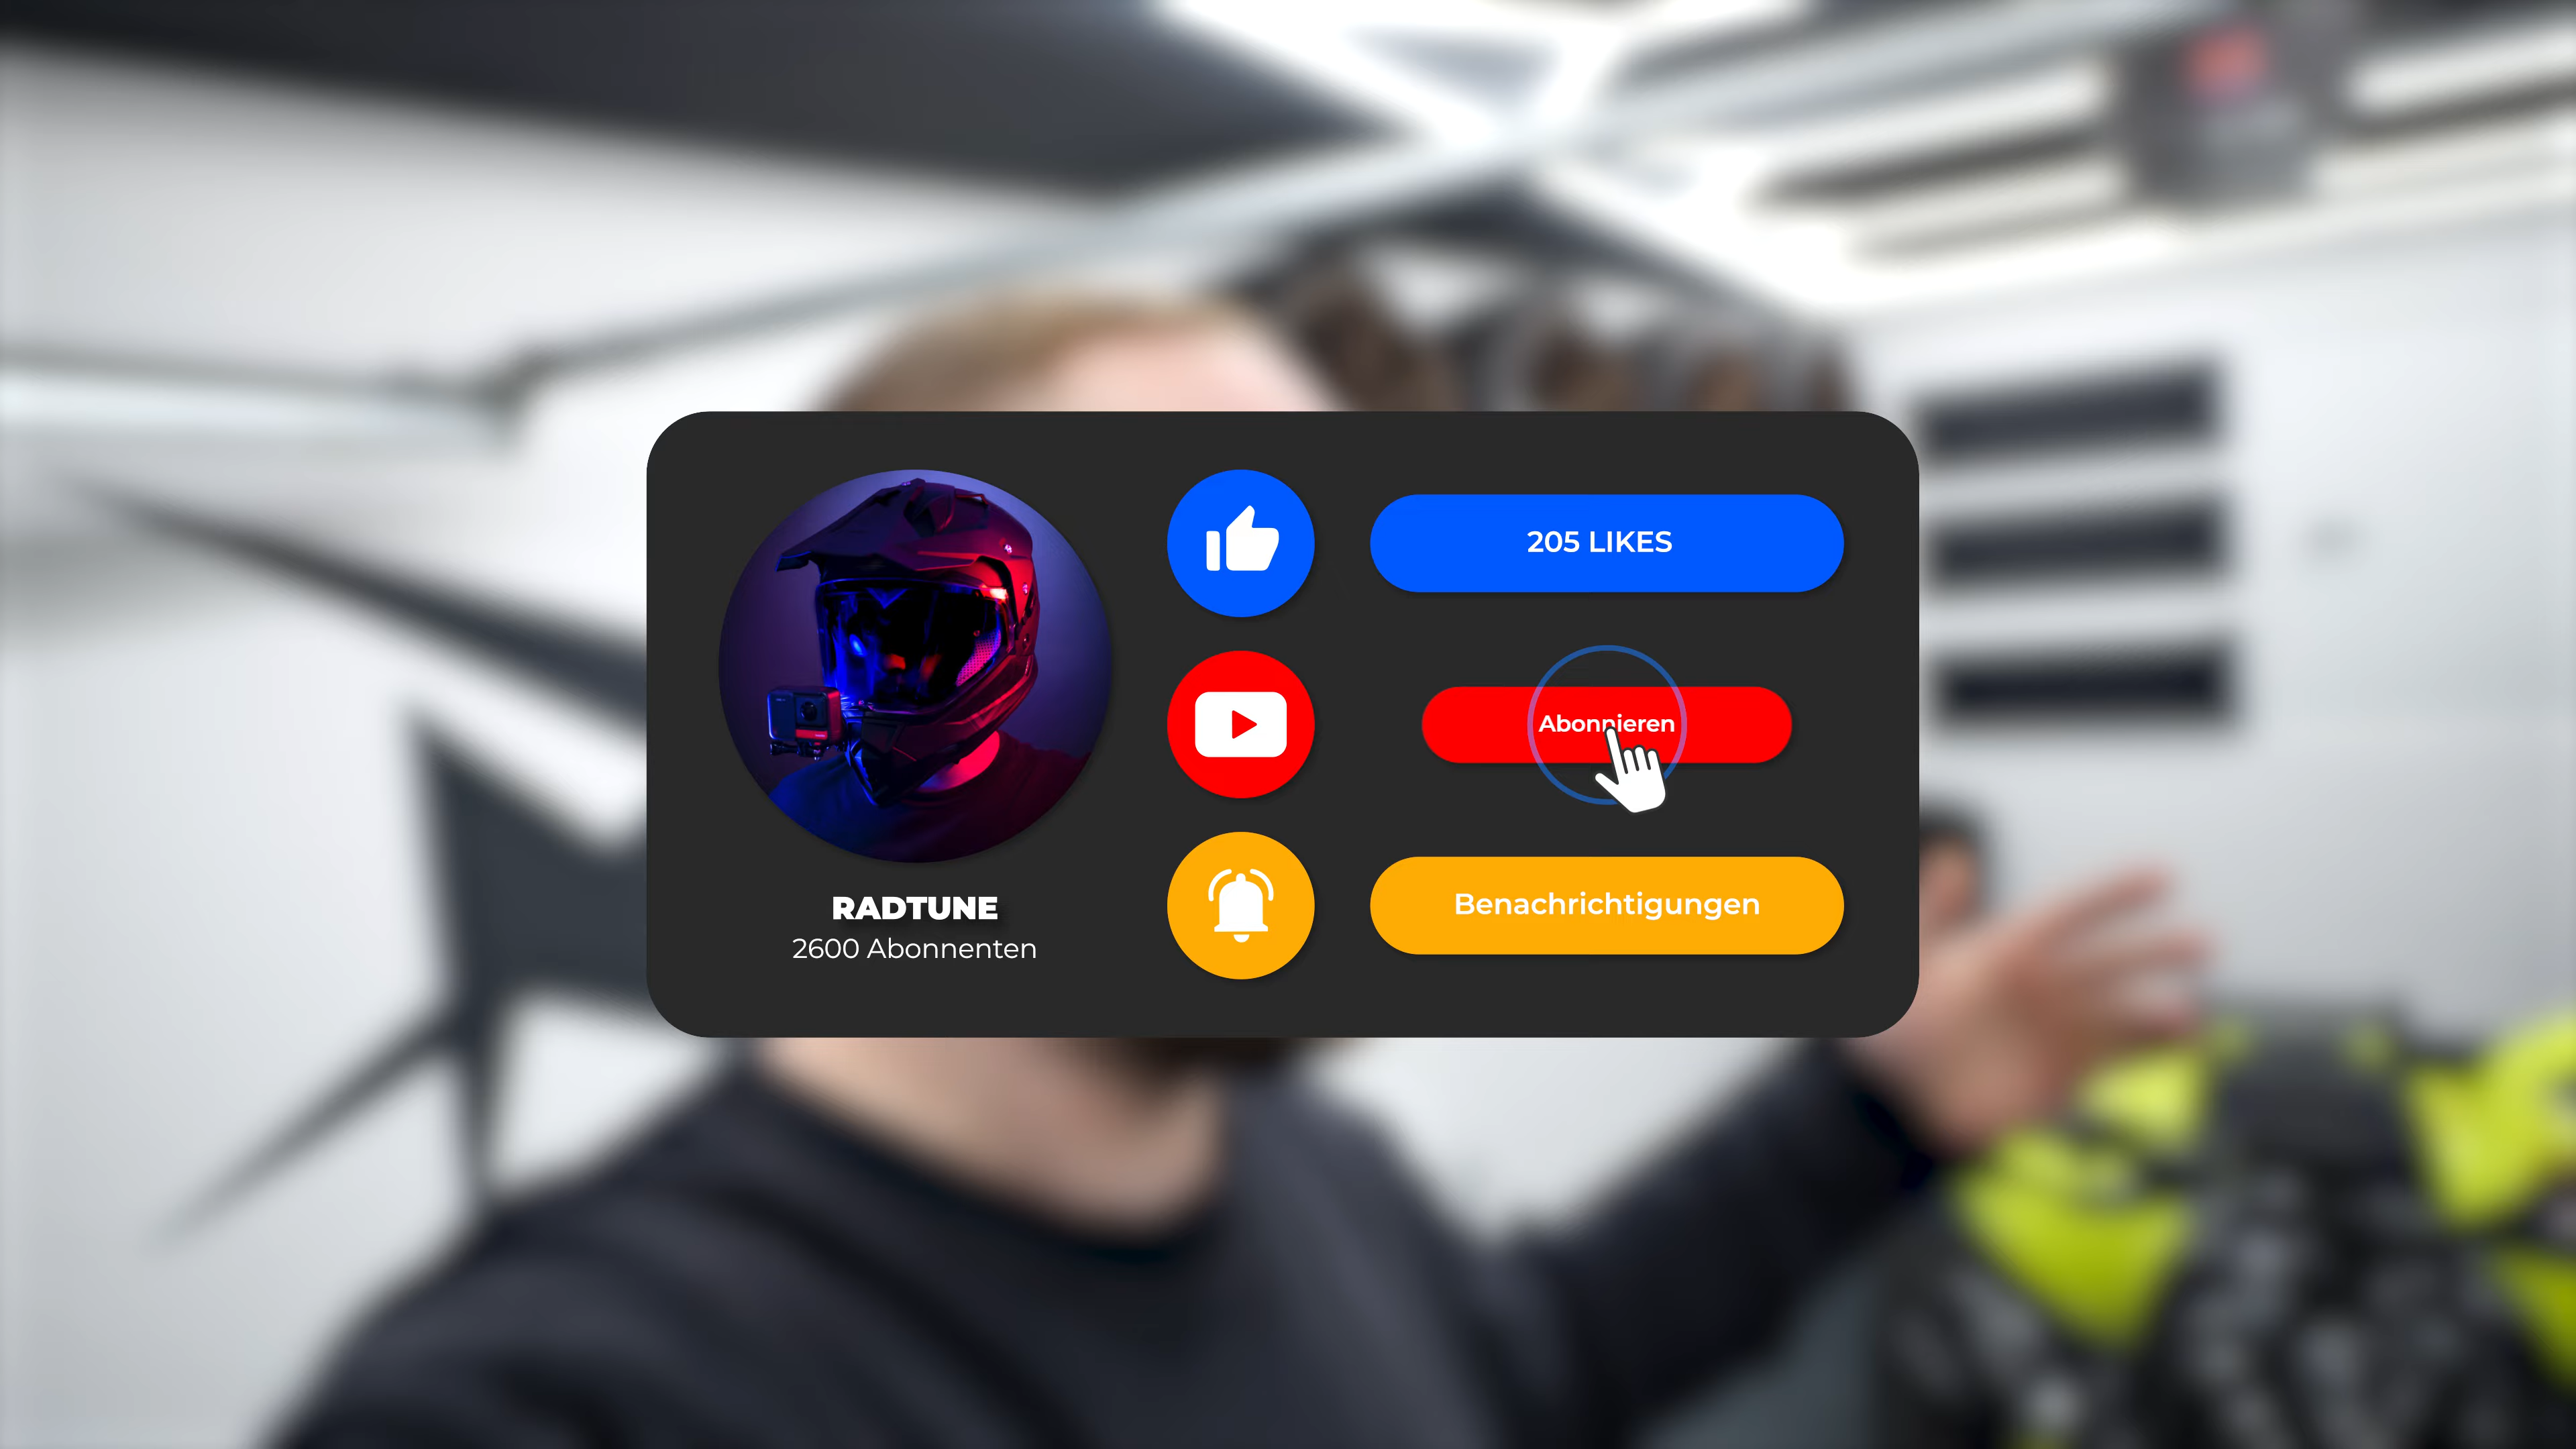 RADTUNE
2600 Abonnenten
205 LIKES
Abonnieren
Benachrichtigungen